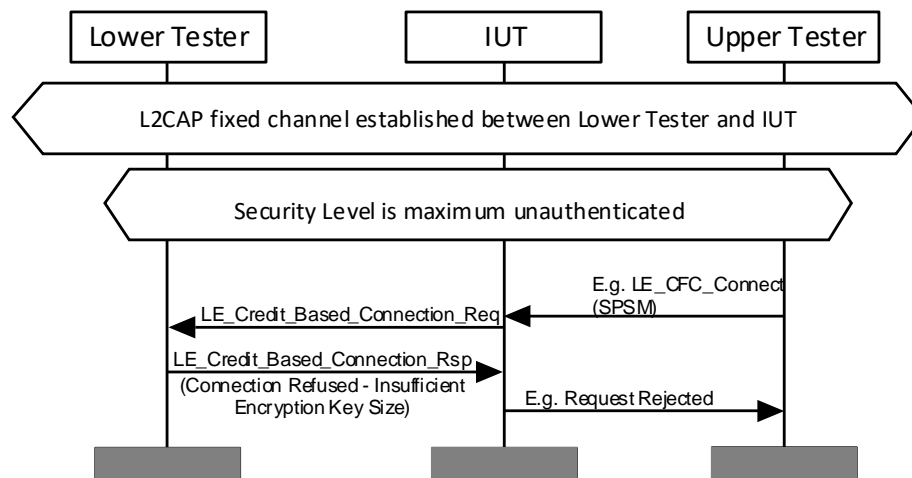 Lower Tester
IUT
Upper Tester
L2CAP fixed channel established between Lower Tester and IUT
Security Level is maximum unauthenticated
E.g. LE_CFC_Connect
(SPSM)
LE_Credit_Based_Connection_Req
LE_Credit_Based_Connection_Rsp
(Connection Refused - Insufficient
Encryption Key Size)
E.g. Request Rejected